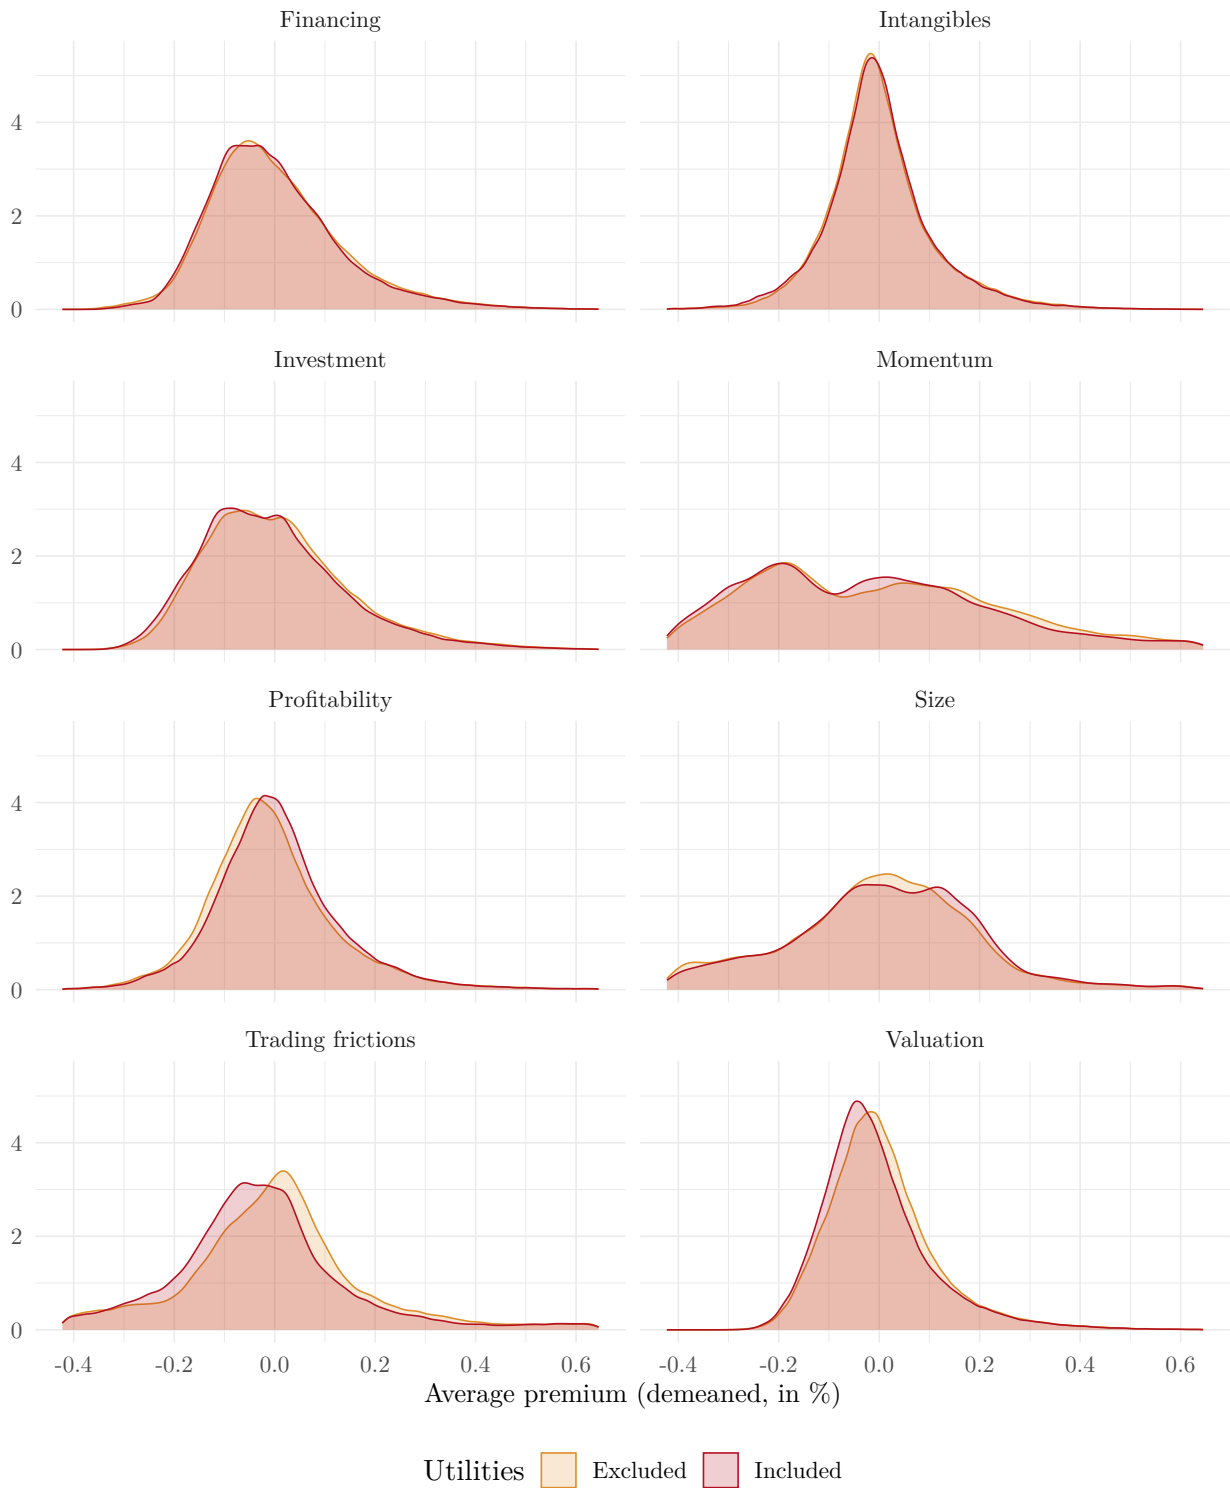 Financing Intangibles
4
2
0
Investment Momentum
4
2
0
Profitability Size
4
2
0
Trading frictions Valuation
4
2
0
-0.4 -0.2 0.0 0.2 0.4 0.6 -0.4 -0.2 0.0 0.2 0.4 0.6
Average premium (demeaned, in %)
Utilities Excluded Included